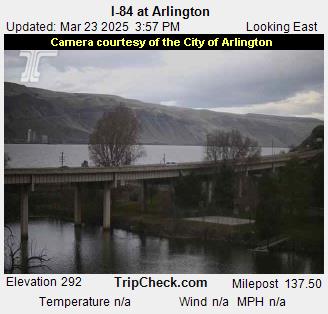 I-84 at Arlington
Updated: Mar 23 2025 3:57 PM Looking East
Camera courtesy of the City of Arlington
Elevation 292 TripCheck.com Milepost 137.50
Temperature n/a Wind n/a MPH n/a